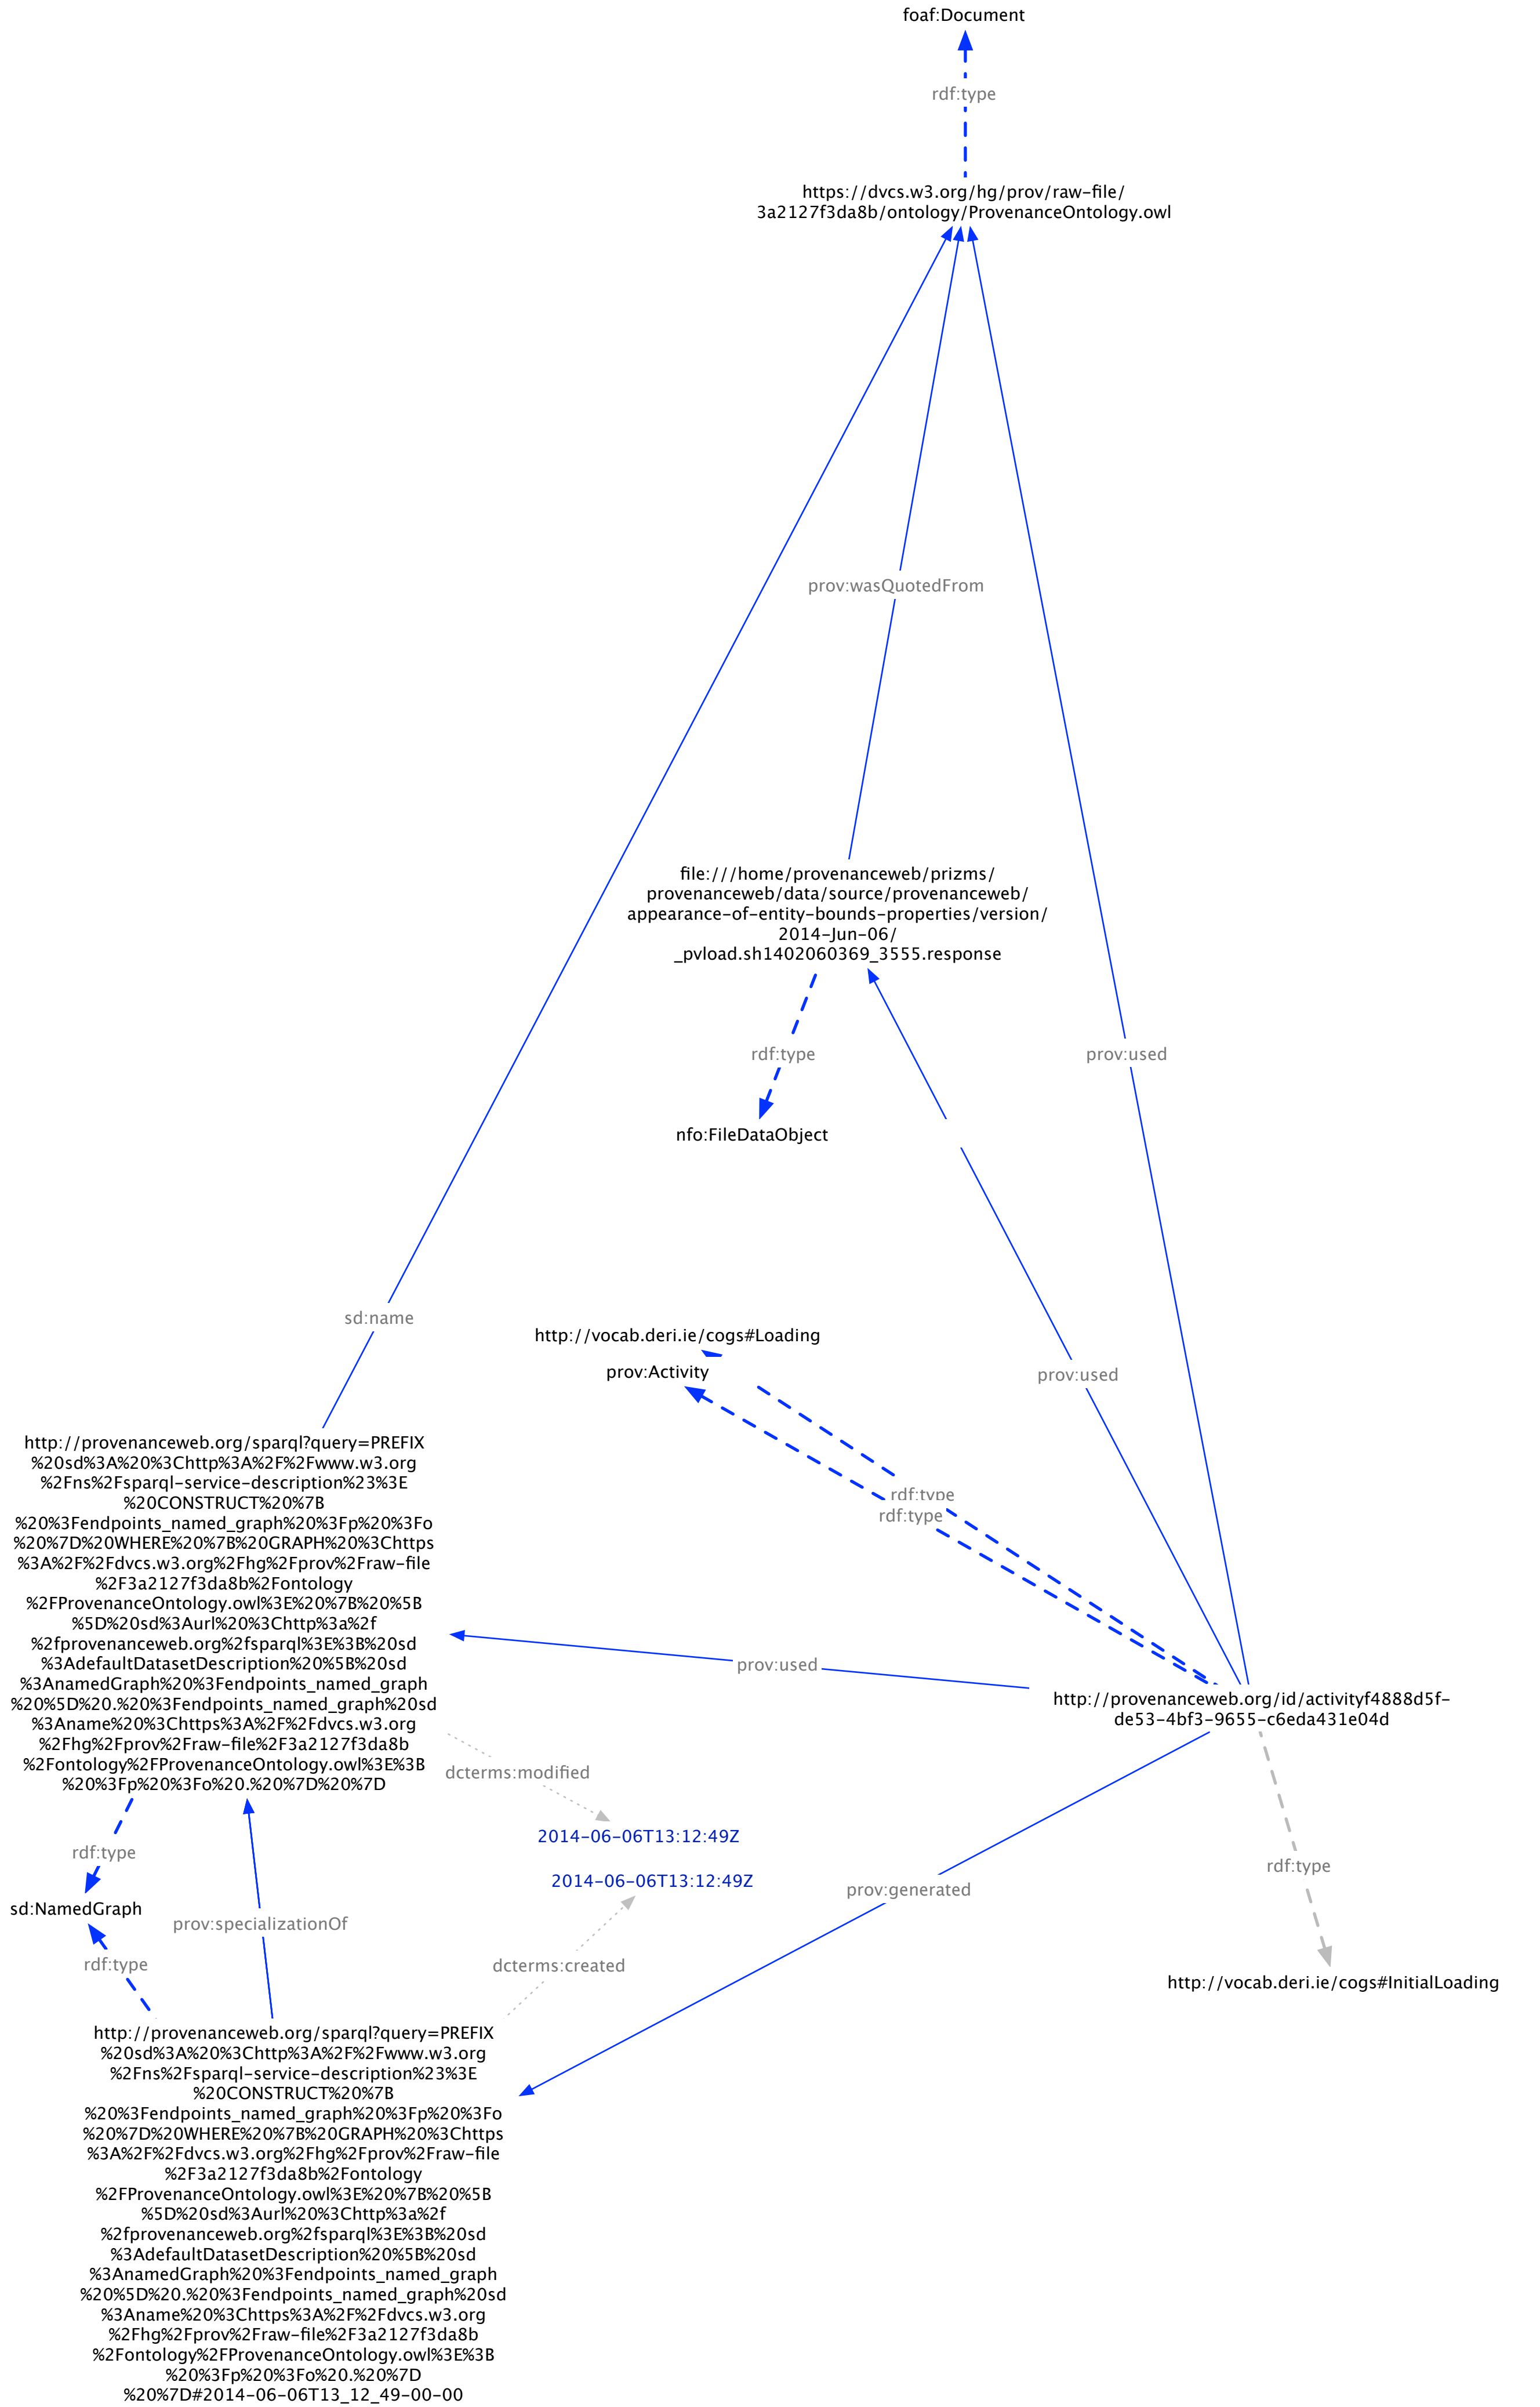 foaf:Document
rdf:type
https://dvcs.w3.org/hg/prov/raw-file/
3a2127f3da8b/ontology/ProvenanceOntology.owl
prov:wasQuotedFrom
file:///home/provenanceweb/prizms/
provenanceweb/data/source/provenanceweb/
appearance-of-entity-bounds-properties/version/
2014-Jun-06/
_pvload.sh1402060369_3555.response
rdf:type
prov:used
nfo:FileDataObject
sd:name
http://vocab.deri.ie/cogs#Loading
prov:Activity
prov:used
rdf:type
rdf:type
http://provenanceweb.org/sparql?query=PREFIX
%20sd%3A%20%3Chttp%3A%2F%2Fwww.w3.org
%2Fns%2Fsparql-service-description%23%3E
%20CONSTRUCT%20%7B
%20%3Fendpoints_named_graph%20%3Fp%20%3Fo
%20%7D%20WHERE%20%7B%20GRAPH%20%3Chttps
%3A%2F%2Fdvcs.w3.org%2Fhg%2Fprov%2Fraw-file
%2F3a2127f3da8b%2Fontology
%2FProvenanceOntology.owl%3E%20%7B%20%5B
%5D%20sd%3Aurl%20%3Chttp%3a%2f
%2fprovenanceweb.org%2fsparql%3E%3B%20sd
%3AdefaultDatasetDescription%20%5B%20sd
%3AnamedGraph%20%3Fendpoints_named_graph
%20%5D%20.%20%3Fendpoints_named_graph%20sd
%3Aname%20%3Chttps%3A%2F%2Fdvcs.w3.org
%2Fhg%2Fprov%2Fraw-file%2F3a2127f3da8b
%2Fontology%2FProvenanceOntology.owl%3E%3B
%20%3Fp%20%3Fo%20.%20%7D%20%7D
prov:used
http://provenanceweb.org/id/activityf4888d5f-
de53-4bf3-9655-c6eda431e04d
dcterms:modified
2014-06-06T13:12:49Z
rdf:type
rdf:type
2014-06-06T13:12:49Z
prov:generated
sd:NamedGraph
prov:specializationOf
rdf:type
dcterms:created
http://vocab.deri.ie/cogs#InitialLoading
http://provenanceweb.org/sparql?query=PREFIX
%20sd%3A%20%3Chttp%3A%2F%2Fwww.w3.org
%2Fns%2Fsparql-service-description%23%3E
%20CONSTRUCT%20%7B
%20%3Fendpoints_named_graph%20%3Fp%20%3Fo
%20%7D%20WHERE%20%7B%20GRAPH%20%3Chttps
%3A%2F%2Fdvcs.w3.org%2Fhg%2Fprov%2Fraw-file
%2F3a2127f3da8b%2Fontology
%2FProvenanceOntology.owl%3E%20%7B%20%5B
%5D%20sd%3Aurl%20%3Chttp%3a%2f
%2fprovenanceweb.org%2fsparql%3E%3B%20sd
%3AdefaultDatasetDescription%20%5B%20sd
%3AnamedGraph%20%3Fendpoints_named_graph
%20%5D%20.%20%3Fendpoints_named_graph%20sd
%3Aname%20%3Chttps%3A%2F%2Fdvcs.w3.org
%2Fhg%2Fprov%2Fraw-file%2F3a2127f3da8b
%2Fontology%2FProvenanceOntology.owl%3E%3B
%20%3Fp%20%3Fo%20.%20%7D
%20%7D#2014-06-06T13_12_49-00-00